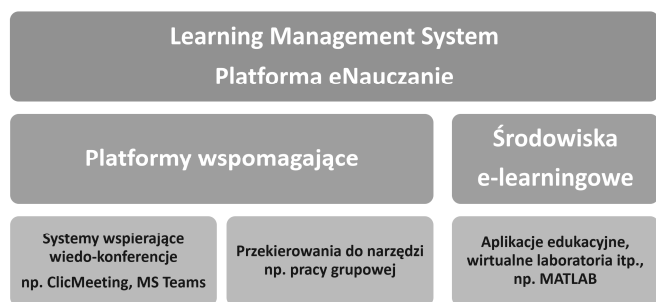 Learning Management System
Platforma eNauczanie
Platformy wspomagające
Środowiska
e-learningowe
Systemy wspierające
wiedo-konferencje
np. ClicMeeting, MS Teams
Przekierowania do narzędzi
np. pracy grupowej
Aplikacje edukacyjne,
wirtualne laboratoria itp.,
np. MATLAB